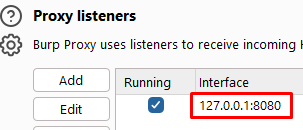 Proxy listeners
Burp Proxy uses listeners to receive incoming
Add
Running
Interface
Edit
127.0.0.1:8080